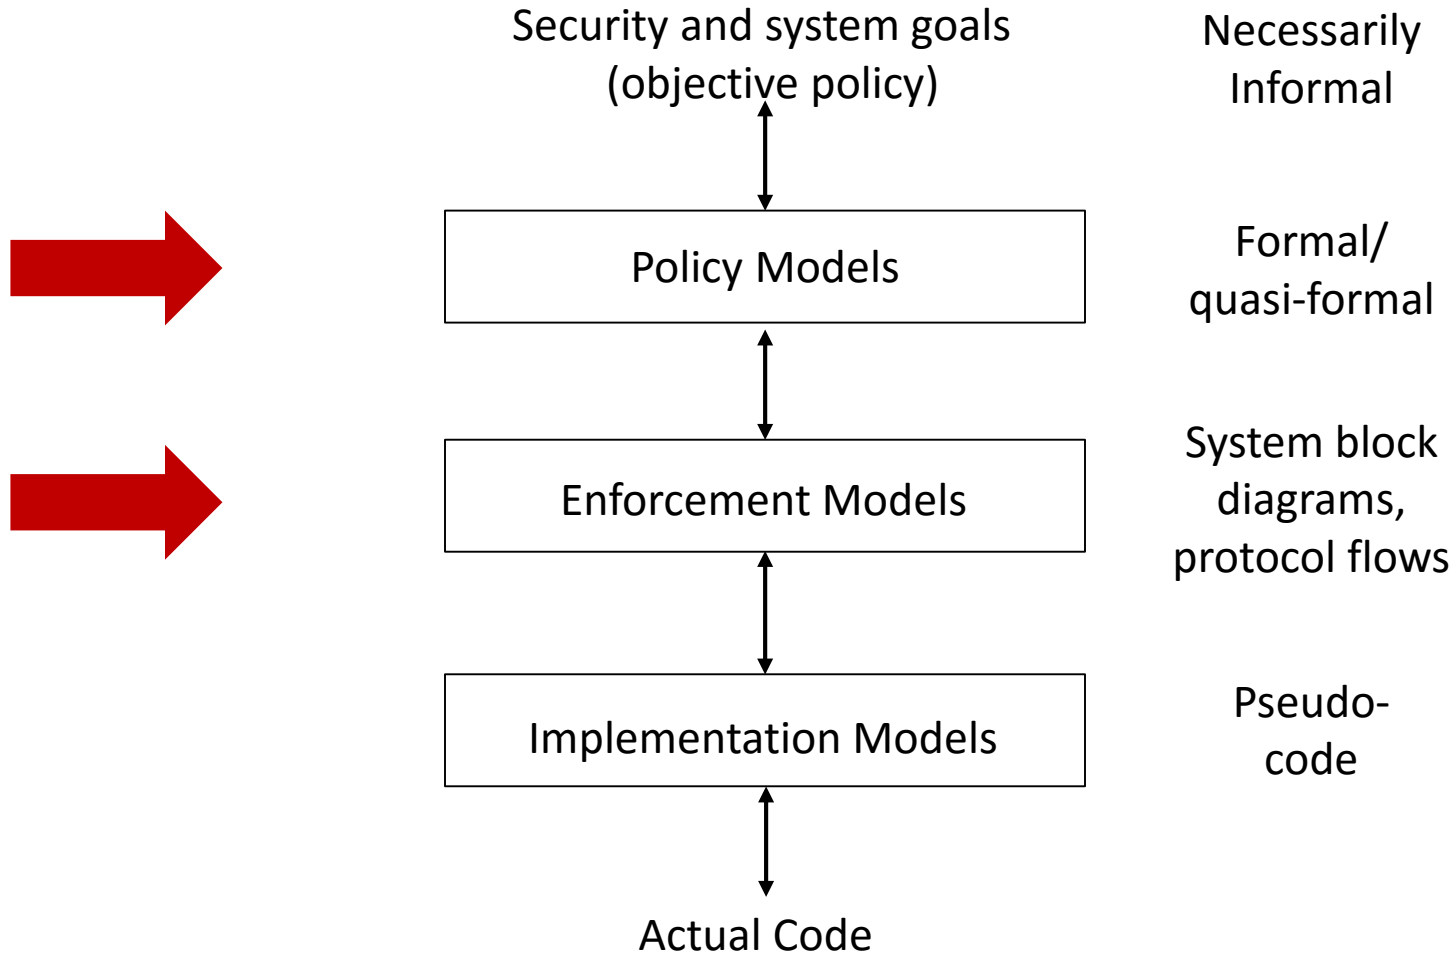 Security and system goals
(objective policy)
Necessarily
Informal
Policy Models
Formal/
quasi-formal
Enforcement Models
System block
diagrams,
protocol flows
Implementation Models
Pseudo-
code
Actual Code